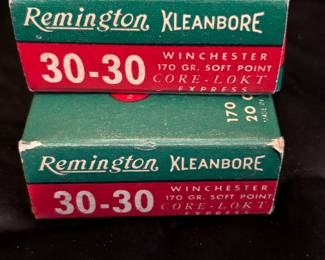 Remington KLEANBORE
30-30
WINCHESTER
170 GR. SOFT POINT
CORE-LOKT
EXPRESS
170
20 C
Remington KLEANBORE
30-30
WINCHESTER
170 GR. SOFT POINT
CORE-LOKT
EXPRESS